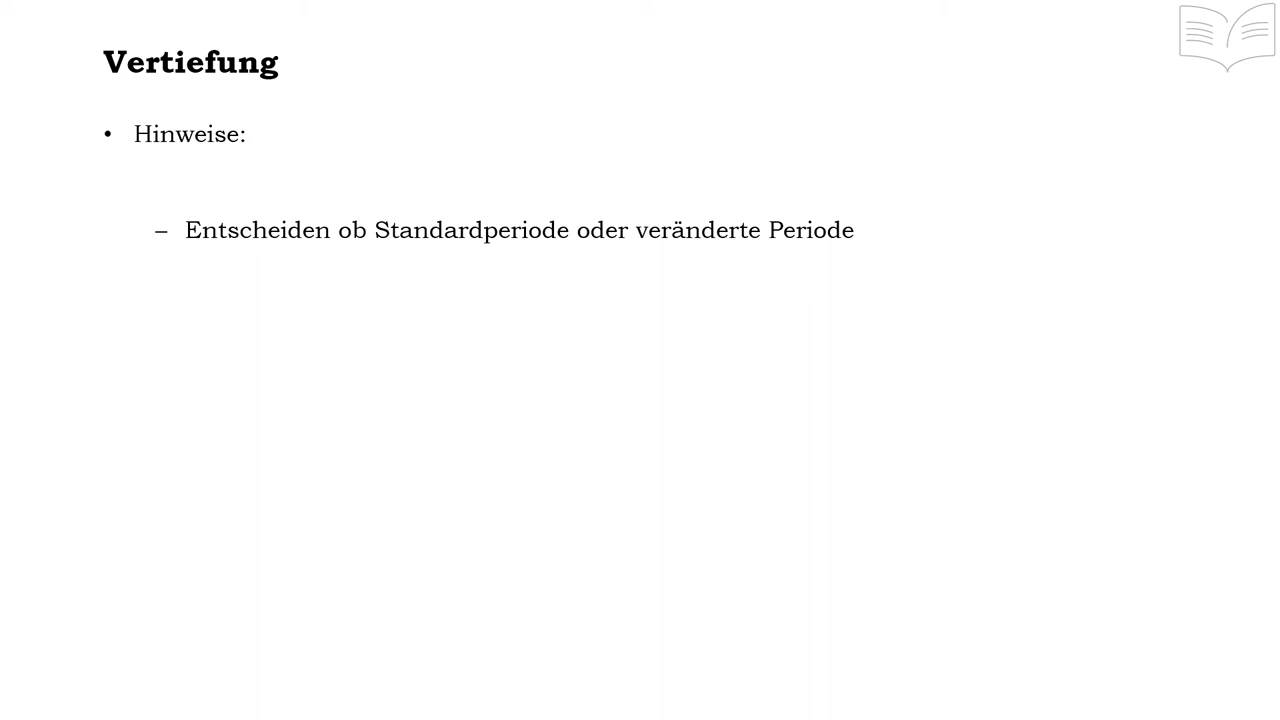 Vertiefung
• Hinweise:
– Entscheiden ob Standardperiode oder veränderte Periode